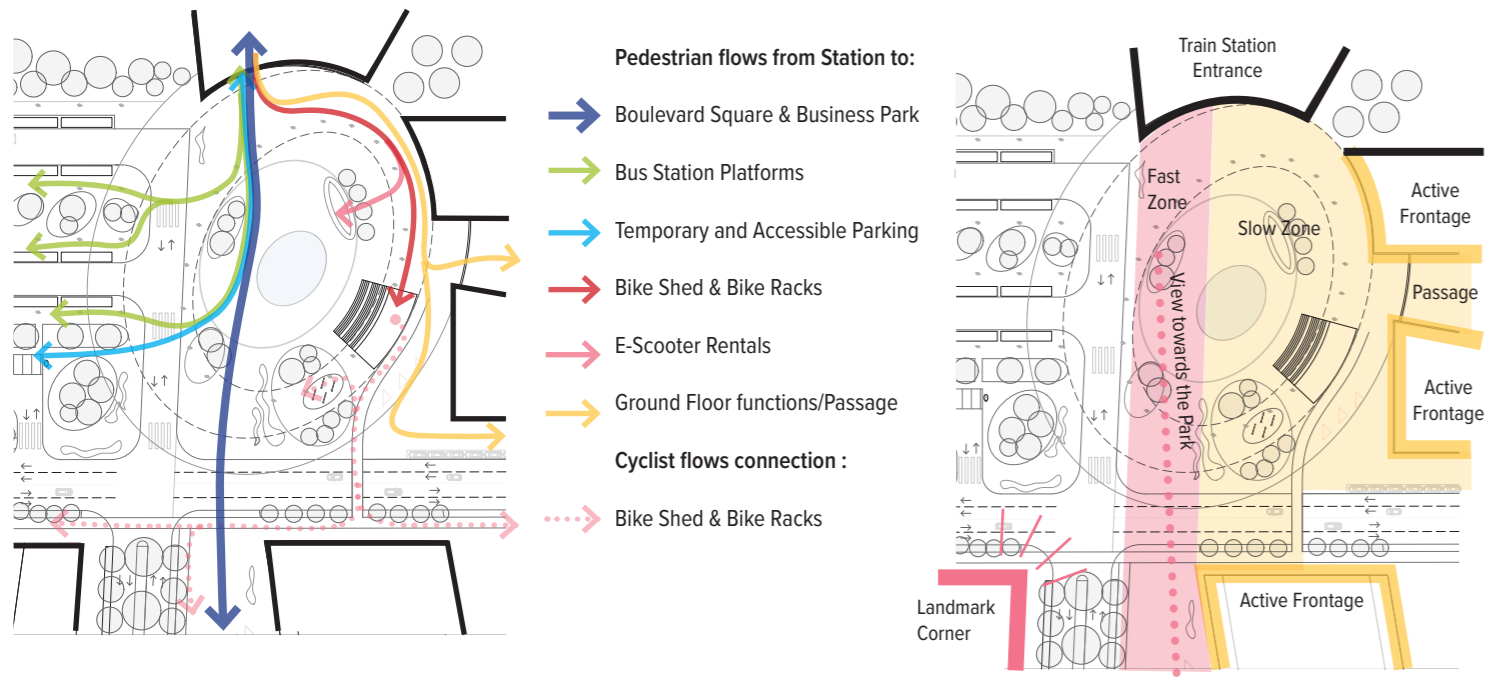 Pedestrian flows from Station to:
Boulevard Square & Business Park
Bus Station Platforms
Temporary and Accessible Parking
Bike Shed & Bike Racks
E-Scooter Rentals
Ground Floor functions/Passage
Cyclist flows connection :
Bike Shed & Bike Racks
Train Station
Entrance
Fast
Zone
Slow Zone
Active
Frontage
Passage
View towards the Park
Active
Frontage
Landmark
Corner
Active Frontage